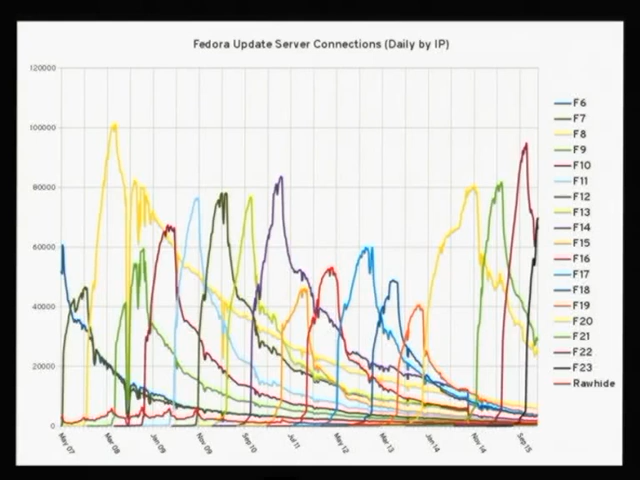 Fedora Update Server Connections (Daily by IP)
120000
100000
80000
60000
40000
20000
0
May 07
Mar 08
Jan 09
Nov 09
Sep 10
Jul 11
May 12
Mar 13
Jan 14
Nov 14
Sep 15
F6
F7
F8
F9
F10
F11
F12
F13
F14
F15
F16
F17
F18
F19
F20
F21
F22
F23
Rawhide